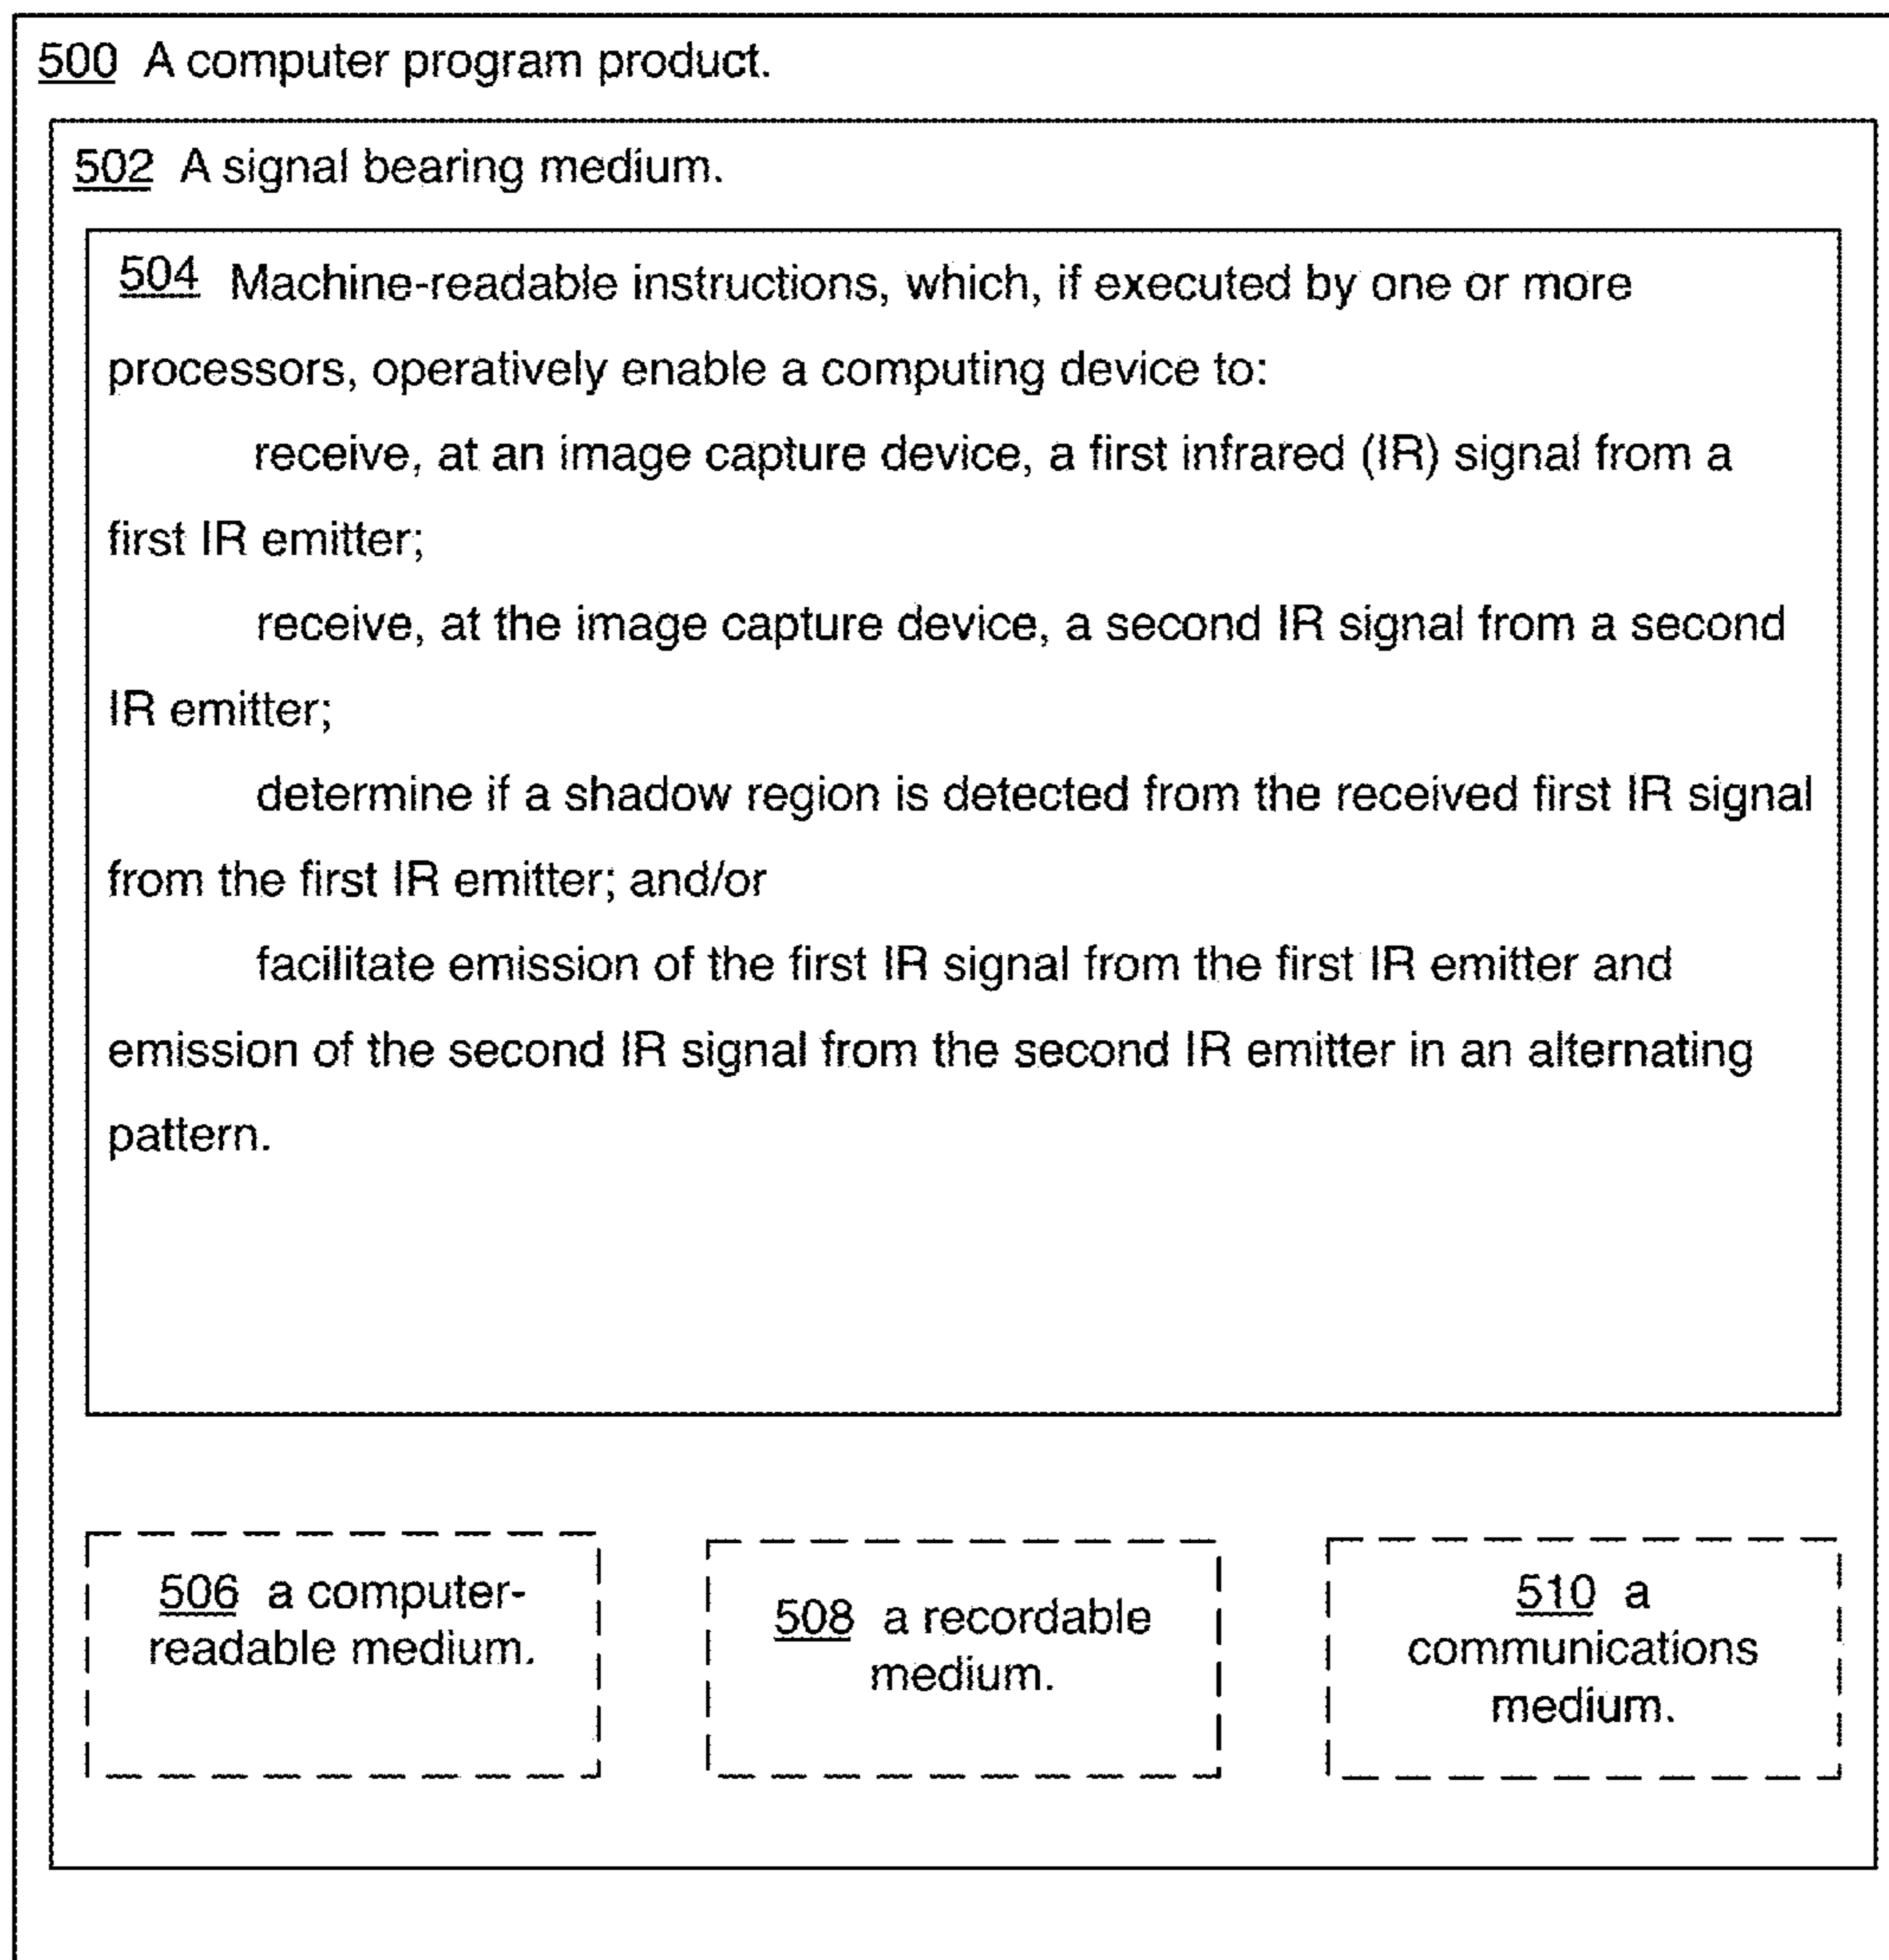 500 A computer program product.
502 A signal bearing medium.
504 Machine-readable instructions, which, if executed by one or more
processors, operatively enable a computing device to:
receive, at an image capture device, a first infrared (IR) signal from a
first IR emitter;
receive, at the image capture device, a second IR signal from a second
IR emitter;
determine if a shadow region is detected from the received first IR signal
from the first IR emitter; and/or
facilitate emission of the first IR signal from the first IR emitter and
emission of the second IR signal from the second IR emitter in an alternating
pattern.
506 a computer-
readable medium.
508 a recordable
medium.
510 a
communications
medium.